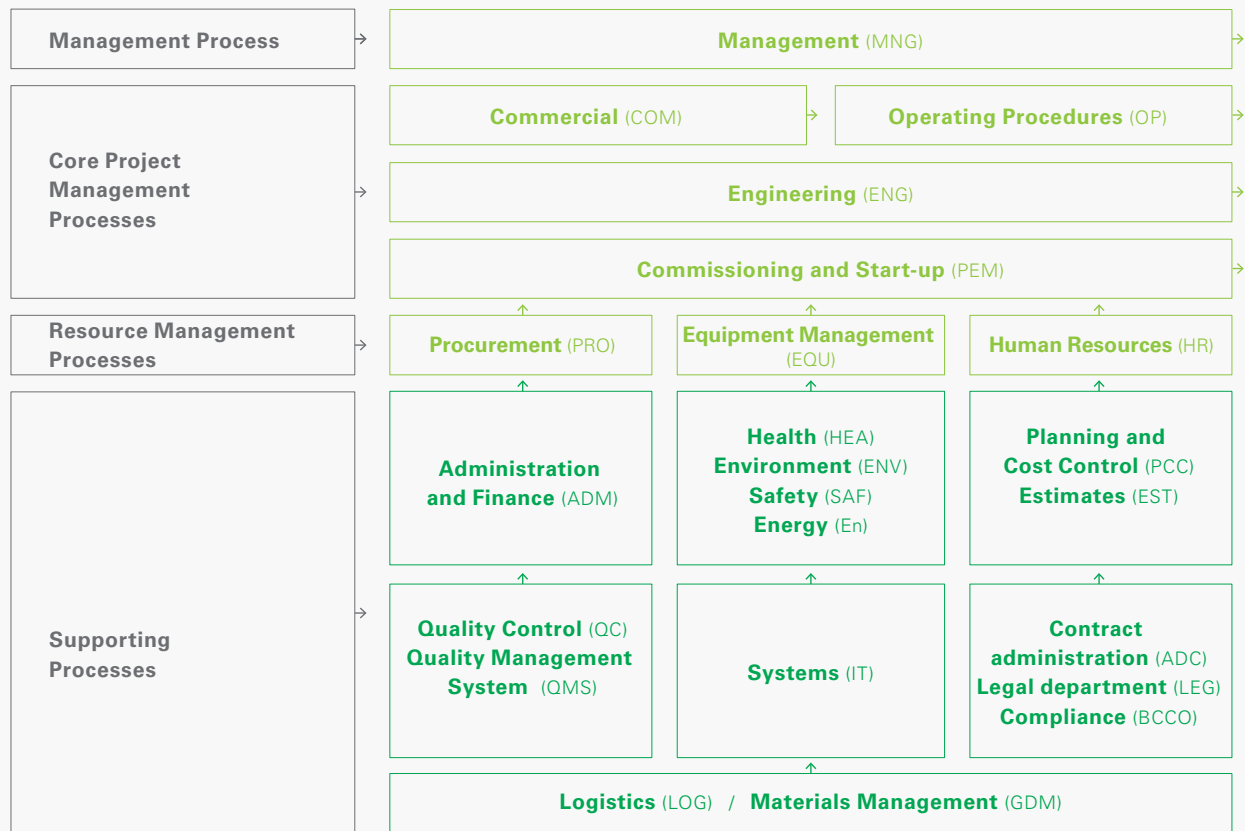 Management Process
Management (MNG)
Core Project
Management
Processes
Commercial (COM)
Operating Procedures (OP)
Engineering (ENG)
Commissioning and Start-up (PEM)
Resource Management
Processes
Procurement (PRO)
Equipment Management
(EQU)
Human Resources (HR)
Supporting
Processes
Administration
and Finance (ADM)
Health (HEA)
Environment (ENV)
Safety (SAF)
Energy (En)
Planning and
Cost Control (PCC)
Estimates (EST)
Quality Control (QC)
Quality Management
System (QMS)
Systems (IT)
Contract
administration (ADC)
Legal department (LEG)
Compliance (BCCO)
Logistics (LOG) / Materials Management (GDM)